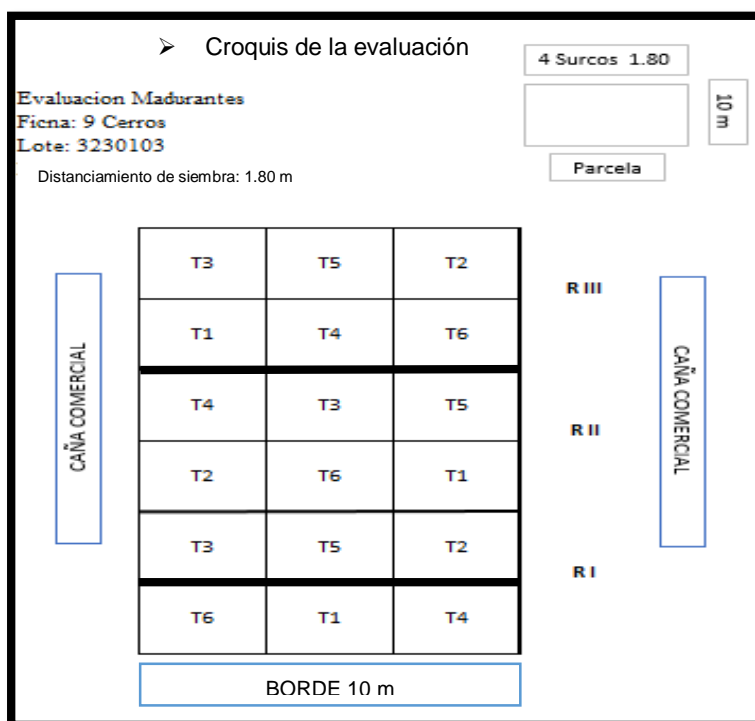 ➢ Croquis de la evaluación
4 Surcos 1.80
10 m
Parcela
Evaluacion Madurantes
Ficna: 9 Cerros
Lote: 3230103
Distanciamiento de siembra: 1.80 m
CAÑA COMERCIAL
T3 T5 T2
R III
T1 T4 T6
T4 T3 T5
R II
T2 T6 T1
T3 T5 T2
R I
T6 T1 T4
CAÑA COMERCIAL
BORDE 10 m